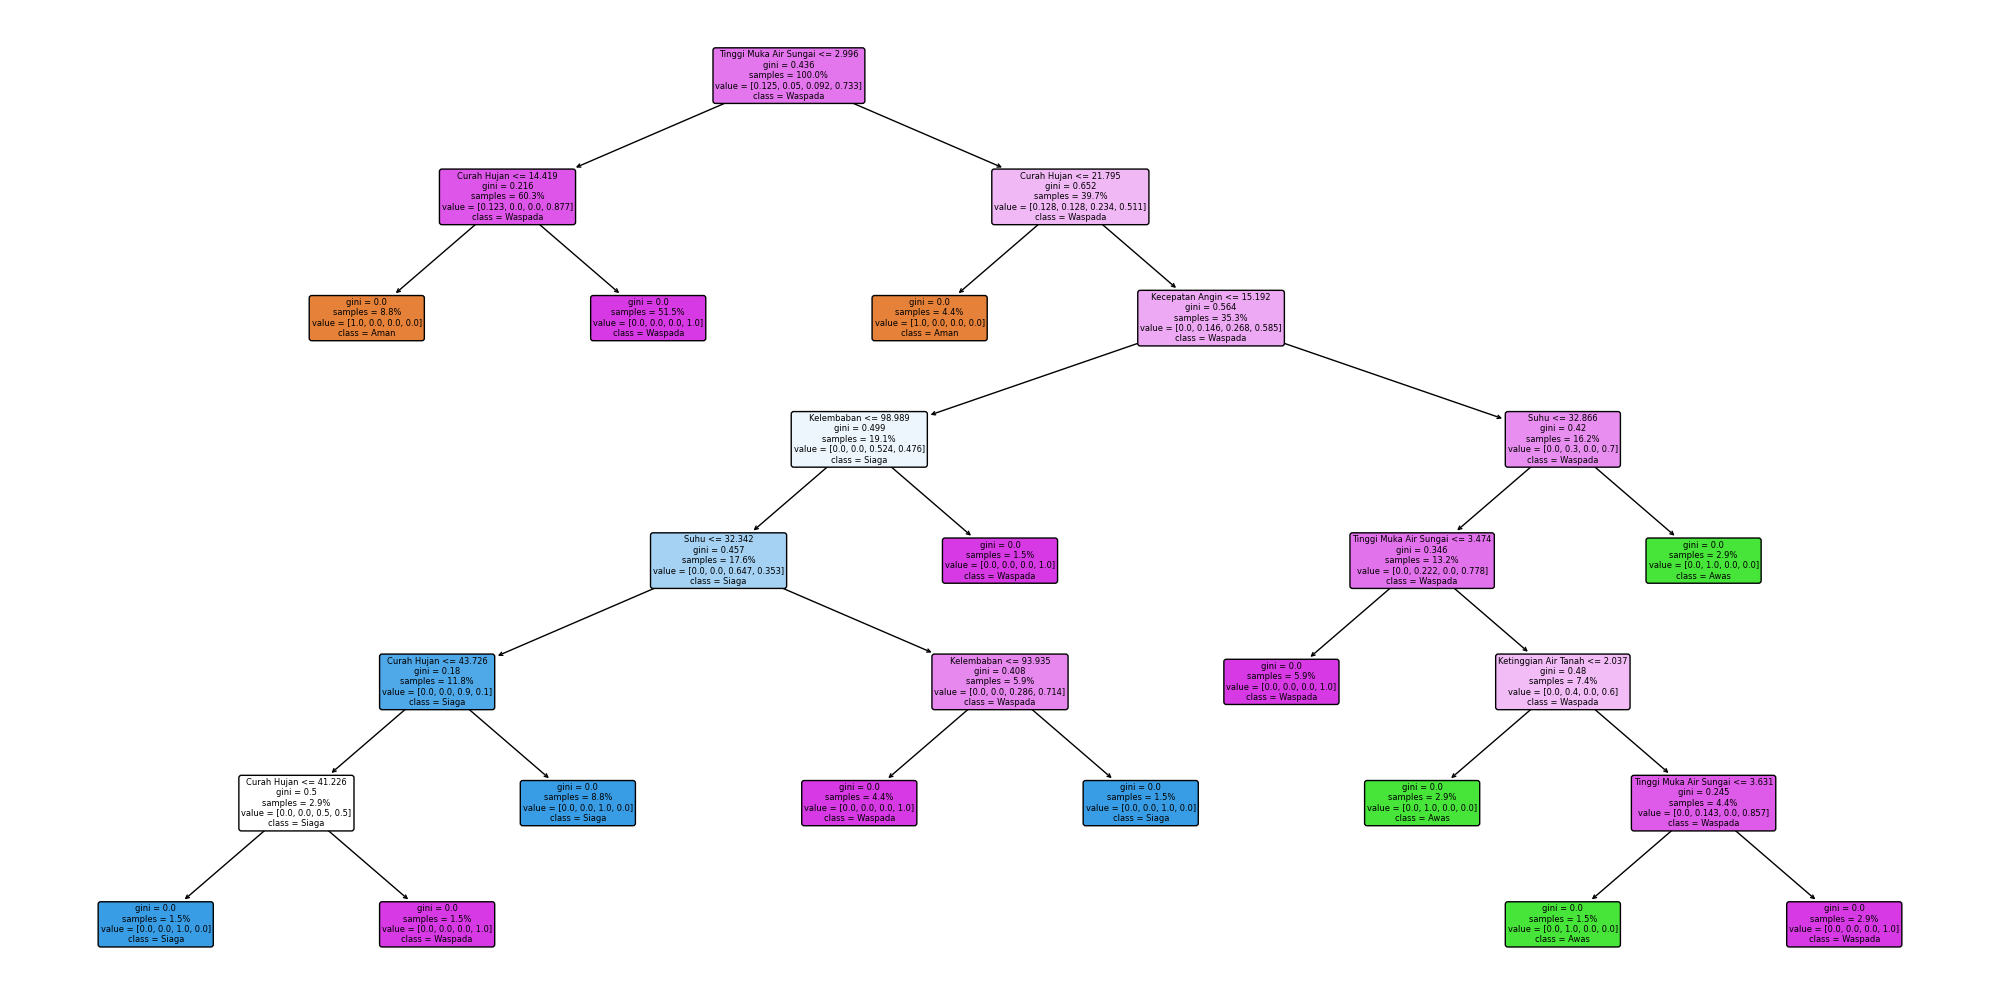 Tinggi Muka Air Sungai <= 2.996
gini = 0.436
samples = 100.0%
value = [0.125, 0.05, 0.092, 0.733]
class = Waspada
Curah Hujan <= 14.419
gini = 0.216
samples = 60.3%
value = [0.123, 0.0, 0.0, 0.877]
class = Waspada
Curah Hujan <= 21.795
gini = 0.652
samples = 39.7%
value = [0.128, 0.128, 0.234, 0.511]
class = Waspada
gini = 0.0
samples = 8.8%
value = [1.0, 0.0, 0.0, 0.0]
class = Aman
gini = 0.0
samples = 51.5%
value = [0.0, 0.0, 0.0, 1.0]
class = Waspada
gini = 0.0
samples = 4.4%
value = [1.0, 0.0, 0.0, 0.0]
class = Aman
Kecepatan Angin <= 15.192
gini = 0.564
samples = 35.3%
value = [0.0, 0.146, 0.268, 0.585]
class = Waspada
Kelembaban <= 98.989
gini = 0.499
samples = 19.1%
value = [0.0, 0.0, 0.524, 0.476]
class = Siaga
Suhu <= 32.866
gini = 0.42
samples = 16.2%
value = [0.0, 0.3, 0.0, 0.7]
class = Waspada
Suhu <= 32.342
gini = 0.457
samples = 17.6%
value = [0.0, 0.0, 0.647, 0.353]
class = Siaga
gini = 0.0
samples = 1.5%
value = [0.0, 0.0, 0.0, 1.0]
class = Waspada
Tinggi Muka Air Sungai <= 3.474
gini = 0.346
samples = 13.2%
value = [0.0, 0.222, 0.0, 0.778]
class = Waspada
gini = 0.0
samples = 2.9%
value = [0.0, 1.0, 0.0, 0.0]
class = Awas
Curah Hujan <= 43.726
gini = 0.18
samples = 11.8%
value = [0.0, 0.0, 0.9, 0.1]
class = Siaga
Kelembaban <= 93.935
gini = 0.408
samples = 5.9%
value = [0.0, 0.0, 0.286, 0.714]
class = Waspada
gini = 0.0
samples = 5.9%
value = [0.0, 0.0, 0.0, 1.0]
class = Waspada
Ketinggian Air Tanah <= 2.037
gini = 0.48
samples = 7.4%
value = [0.0, 0.4, 0.0, 0.6]
class = Waspada
Curah Hujan <= 41.226
gini = 0.5
samples = 2.9%
value = [0.0, 0.0, 0.5, 0.5]
class = Siaga
gini = 0.0
samples = 8.8%
value = [0.0, 0.0, 1.0, 0.0]
class = Siaga
gini = 0.0
samples = 4.4%
value = [0.0, 0.0, 0.0, 1.0]
class = Waspada
gini = 0.0
samples = 1.5%
value = [0.0, 0.0, 1.0, 0.0]
class = Siaga
gini = 0.0
samples = 2.9%
value = [0.0, 1.0, 0.0, 0.0]
class = Awas
Tinggi Muka Air Sungai <= 3.631
gini = 0.245
samples = 4.4%
value = [0.0, 0.143, 0.0, 0.857]
class = Waspada
gini = 0.0
samples = 1.5%
value = [0.0, 0.0, 1.0, 0.0]
class = Siaga
gini = 0.0
samples = 1.5%
value = [0.0, 0.0, 0.0, 1.0]
class = Waspada
gini = 0.0
samples = 1.5%
value = [0.0, 1.0, 0.0, 0.0]
class = Awas
gini = 0.0
samples = 2.9%
value = [0.0, 0.0, 0.0, 1.0]
class = Waspada